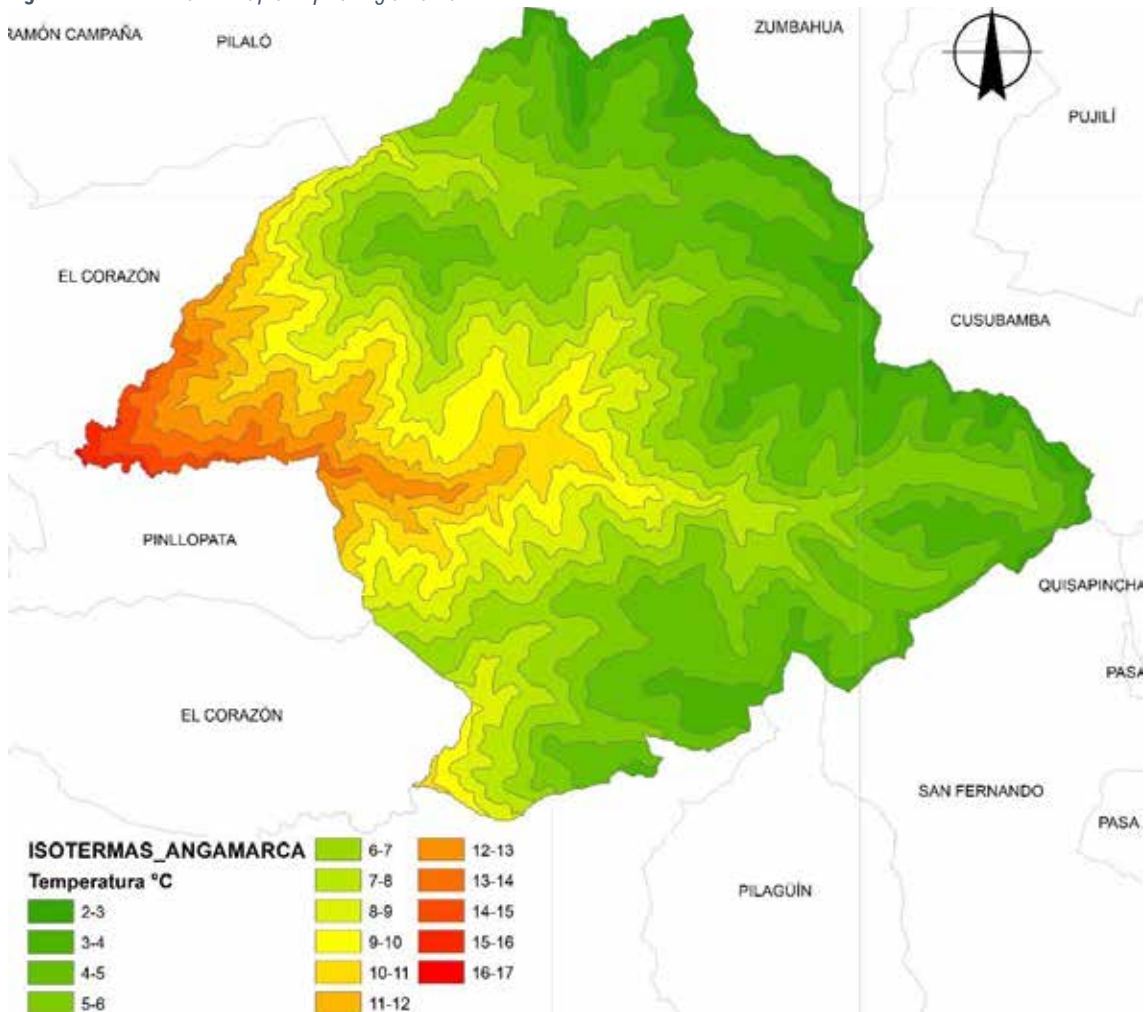 RAMÓN CAMPAÑA
PILALÓ
ZUMBAHUA
PUJILÍ
EL CORAZÓN
CUSUBAMBA
PINLLOPATA
QUISAPINCHA
PASA
EL CORAZÓN
SAN FERNANDO
PASA
PILAGÜÍN
ISOTERMAS_ANGAMARCA
Temperatura °C
2-3
3-4
4-5
5-6
6-7
7-8
8-9
9-10
10-11
11-12
12-13
13-14
14-15
15-16
16-17